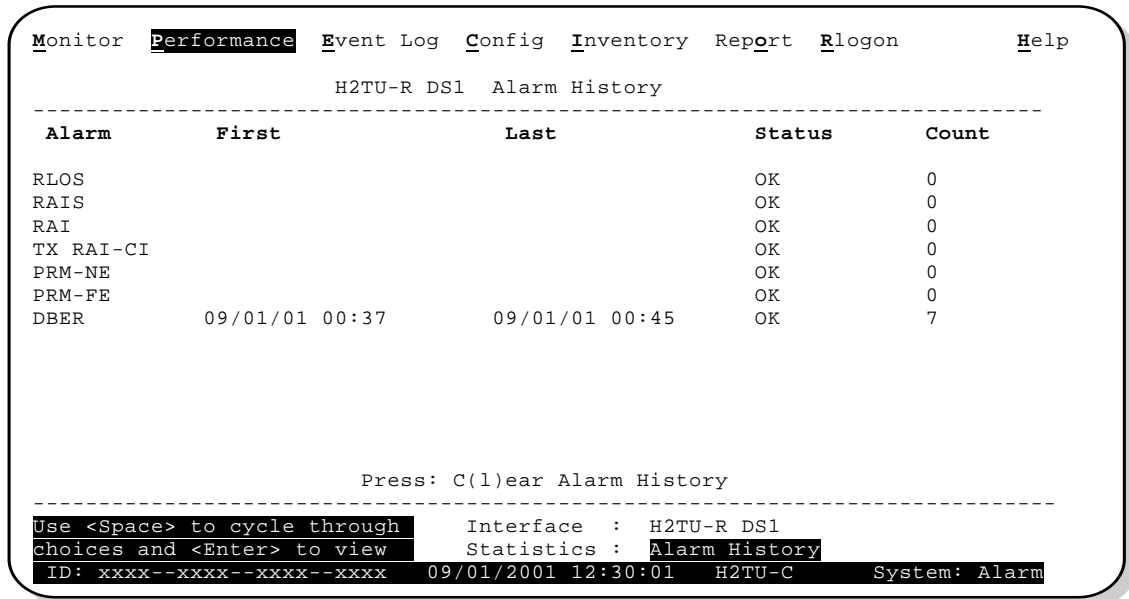 Monitor Performance Event Log Config Inventory Report Rlogon Help
H2TU-R DS1 Alarm History
--------------------------------------------------------------------------------
Alarm First Last Status Count
RLOS OK 0
RAIS OK 0
RAI OK 0
TX RAI-CI OK 0
PRM-NE OK 0
PRM-FE OK 0
DBER 09/01/01 00:37 09/01/01 00:45 OK 7
Press: C(l)ear Alarm History
--------------------------------------------------------------------------------
Use <Space> to cycle through Interface : H2TU-R DS1
choices and <Enter> to view Statistics : Alarm History
ID: xxxx--xxxx--xxxx--xxxx 09/01/2001 12:30:01 H2TU-C System: Alarm